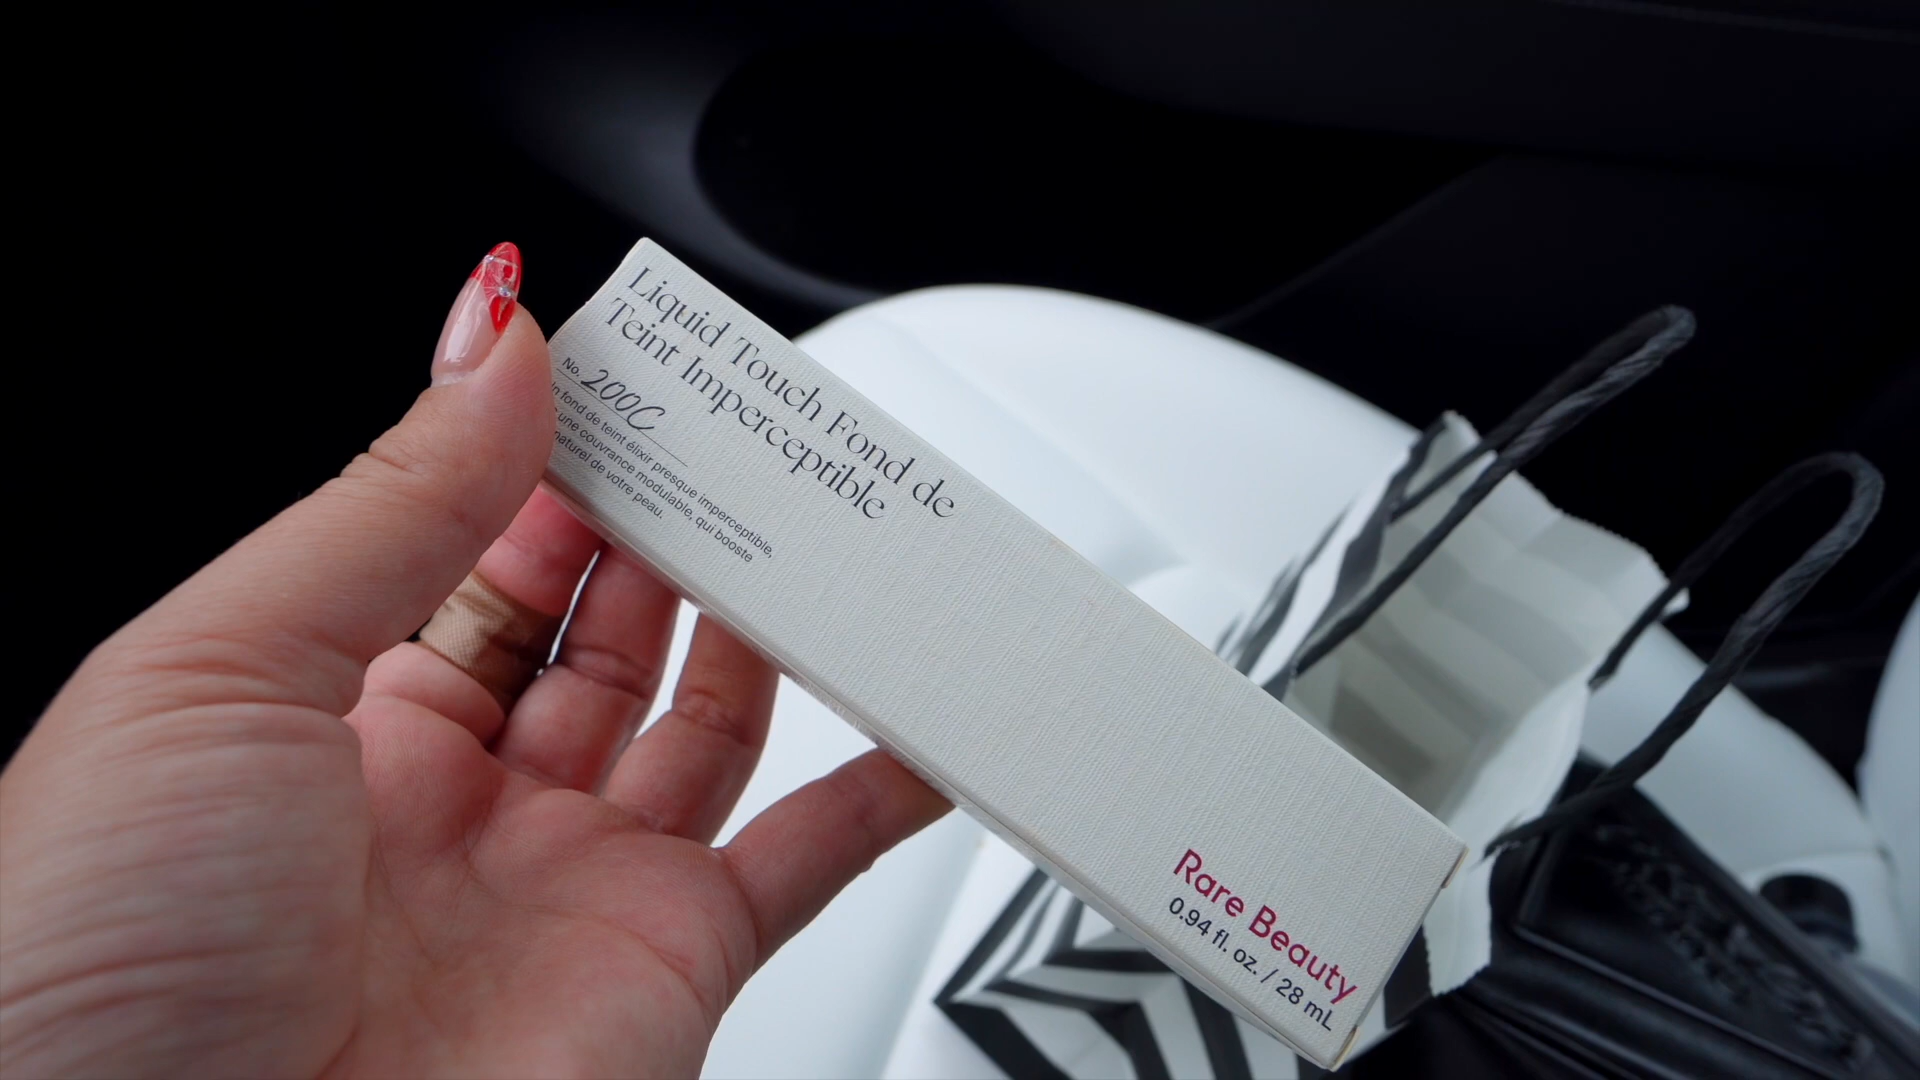 Liquid Touch Fond de
Teint Imperceptible
No. 200C
fond de teint élixir presque imperceptible,
une couvrance modulable, qui booste
naturel de votre peau.
Rare Beauty
0.94 fl. oz. / 28 mL